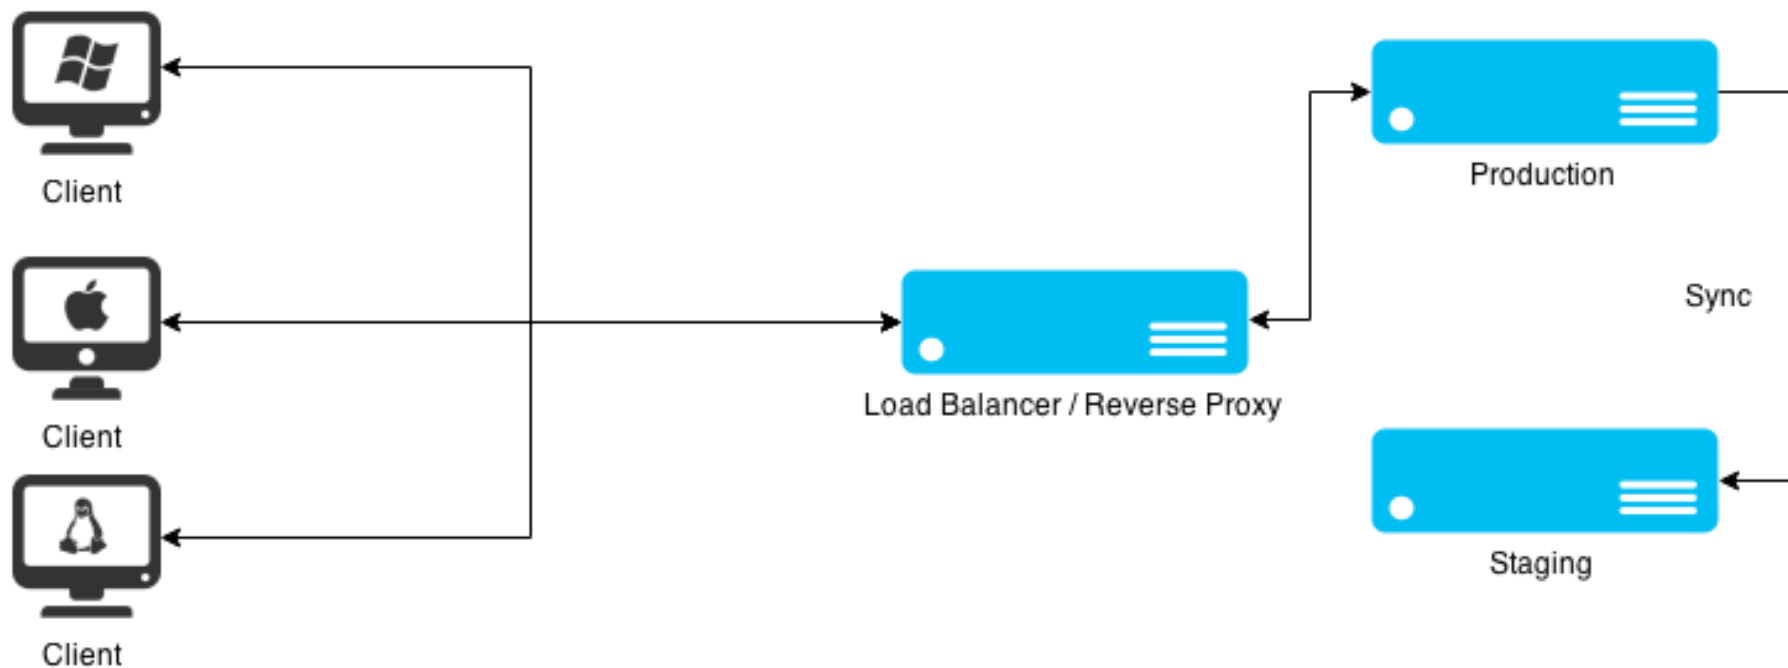 Client
Production
Sync
Load Balancer / Reverse Proxy
Client
Staging
Client